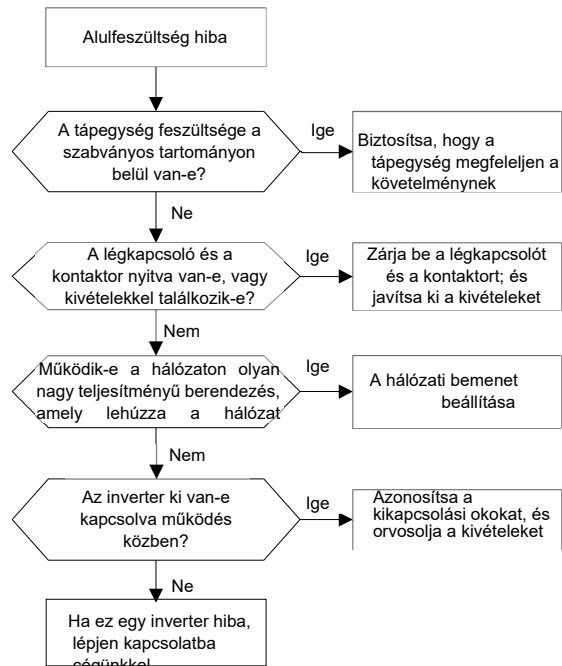 Alulfeszültség hiba
A tápegység feszültsége a
szabványos tartományon
belül van-e?
Ige
Biztosítsa, hogy a
tápegység megfeleljen a
követelménynek
Ne
A légkapcsoló és a
kontaktor nyitva van-e, vagy
kivételekkel találkozik-e?
Ige
Zárja be a légkapcsolót
és a kontaktort; és
javítsa ki a kivételeket
Nem
Működik-e a hálózaton olyan
nagy teljesítményű berendezés,
amely lehúzza a hálózat
Ige
A hálózati bemenet
beállítása
Nem
Az inverter ki van-e
kapcsolva működés
közben?
Ige
Azonosítsa a
kikapcsolási okokat, és
orvosolja a kivételeket
Ne
Ha ez egy inverter hiba,
lépjen kapcsolatba
cégünkkel